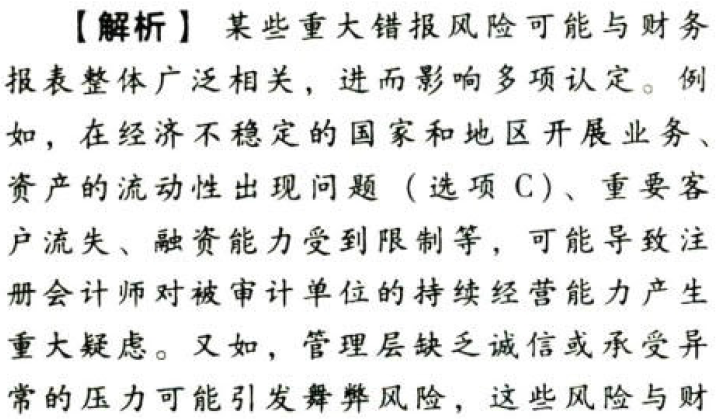 【解析】 某些重大错报风险可能与财务
报表整体广泛相关，进而影响多项认定。例
如，在经济不稳定的国家和地区开展业务、
资产的流动性出现问题（选项 C）、重要客
户流失、融资能力受到限制等，可能导致注
册会计师对被审计单位的持续经营能力产生
重大疑虑。又如，管理层缺乏诚信或承受异
常的压力可能引发舞弊风险，这些风险与财